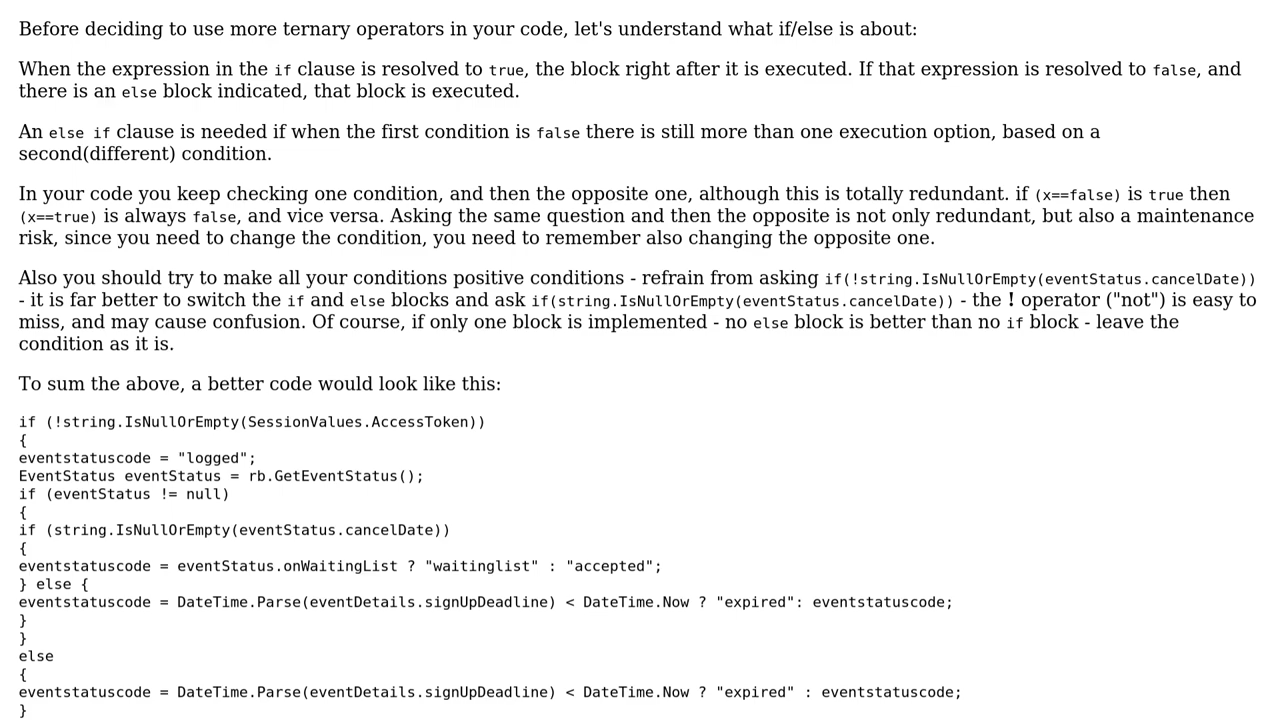 Before deciding to use more ternary operators in your code, let's understand what if/else is about:
When the expression in the if clause is resolved to true, the block right after it is executed. If that expression is resolved to false, and
there is an else block indicated, that block is executed.
An else if clause is needed if when the first condition is false there is still more than one execution option, based on a
second(different) condition.
In your code you keep checking one condition, and then the opposite one, although this is totally redundant. if (x==false) is true then
(x==true) is always false, and vice versa. Asking the same question and then the opposite is not only redundant, but also a maintenance
risk, since you need to change the condition, you need to remember also changing the opposite one.
Also you should try to make all your conditions positive conditions - refrain from asking if(!string.IsNullOrEmpty(eventStatus.cancelDate))
- it is far better to switch the if and else blocks and ask if(string.IsNullOrEmpty(eventStatus.cancelDate)) - the ! operator ("not") is easy to
miss, and may cause confusion. Of course, if only one block is implemented - no else block is better than no if block - leave the
condition as it is.
To sum the above, a better code would look like this:
if (!string.IsNullOrEmpty(SessionValues.AccessToken))
{
eventstatuscode = "logged";
EventStatus eventStatus = rb.GetEventStatus();
if (eventStatus != null)
{
if (string.IsNullOrEmpty(eventStatus.cancelDate))
{
eventstatuscode = eventStatus.onWaitingList ? "waitinglist" : "accepted";
} else {
eventstatuscode = DateTime.Parse(eventDetails.signUpDeadline) < DateTime.Now ? "expired": eventstatuscode;
}
}
else
{
eventstatuscode = DateTime.Parse(eventDetails.signUpDeadline) < DateTime.Now ? "expired" : eventstatuscode;
}